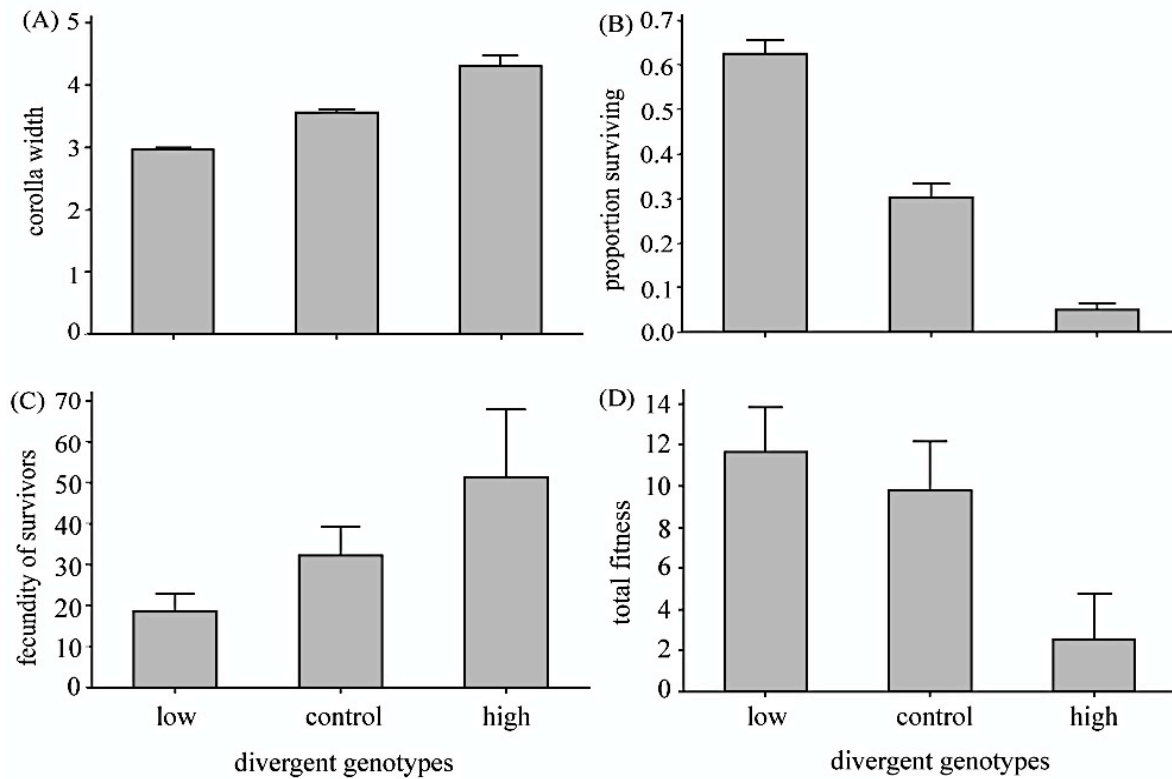 (A)
5
4
3
2
1
0
corolla width
(B)
0.7
0.6
0.5
0.4
0.3
0.2
0.1
0.0
proportion surviving
(C)
70
60
50
40
30
20
10
0
fecundity of survivors
low control high
divergent genotypes
(D)
14
12
10
8
6
4
2
0
total fitness
low control high
divergent genotypes